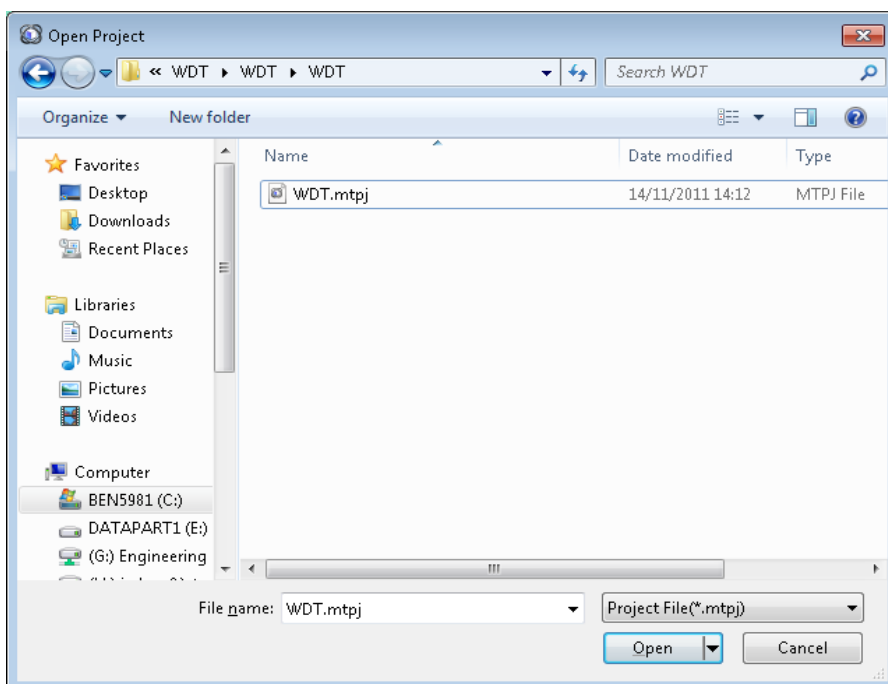 Open Project
« WDT ▸ WDT ▸ WDT
Search WDT
Organize
New folder
Name
Date modified
Type
WDT.mtpj
14/11/2011 14:12
MTPJ File
Favorites
Desktop
Downloads
Recent Places
Libraries
Documents
Music
Pictures
Videos
Computer
BEN5981 (C:)
DATAPART1 (E:)
(G:) Engineering
File name:
WDT.mtpj
Project File(*.mtpj)
Open
Cancel